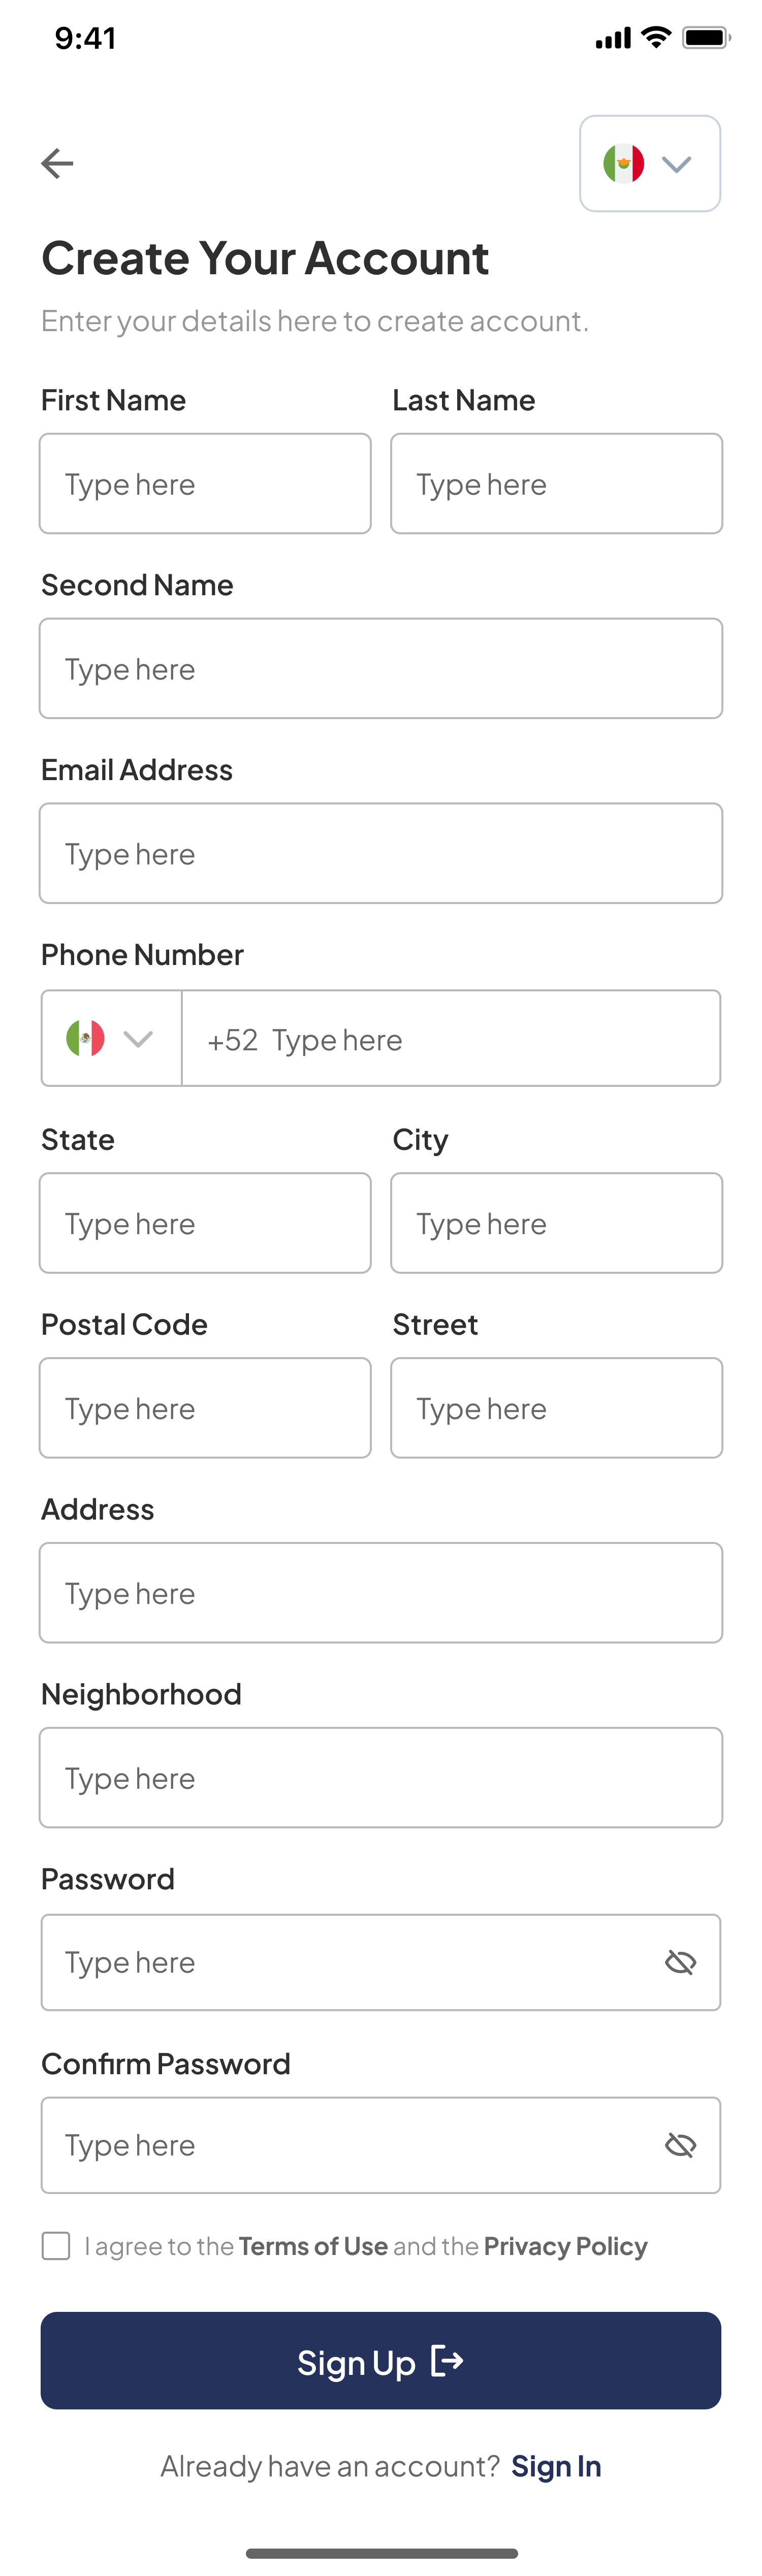 9:41
Create Your Account
Enter your details here to create account.
First Name Last Name
Type here Type here
Second Name
Type here
Email Address
Type here
Phone Number
+52 Type here
State City
Type here Type here
Postal Code Street
Type here Type here
Address
Type here
Neighborhood
Type here
Password
Type here
Confirm Password
Type here
I agree to the Terms of Use and the Privacy Policy
Sign Up
Already have an account? Sign In